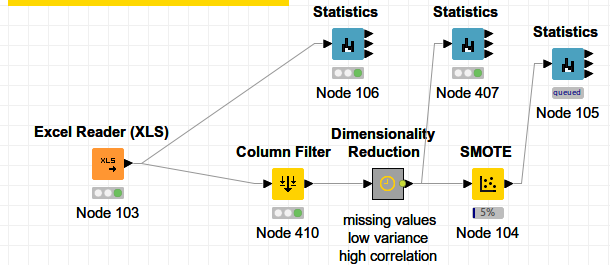 Statistics
Statistics
Statistics
Node 106
Node 407
queued
Node 105
Excel Reader (XLS)
XLS
Node 103
Column Filter
Node 410
Dimensionality
Reduction
missing values
low variance
high correlation
SMOTE
5%
Node 104